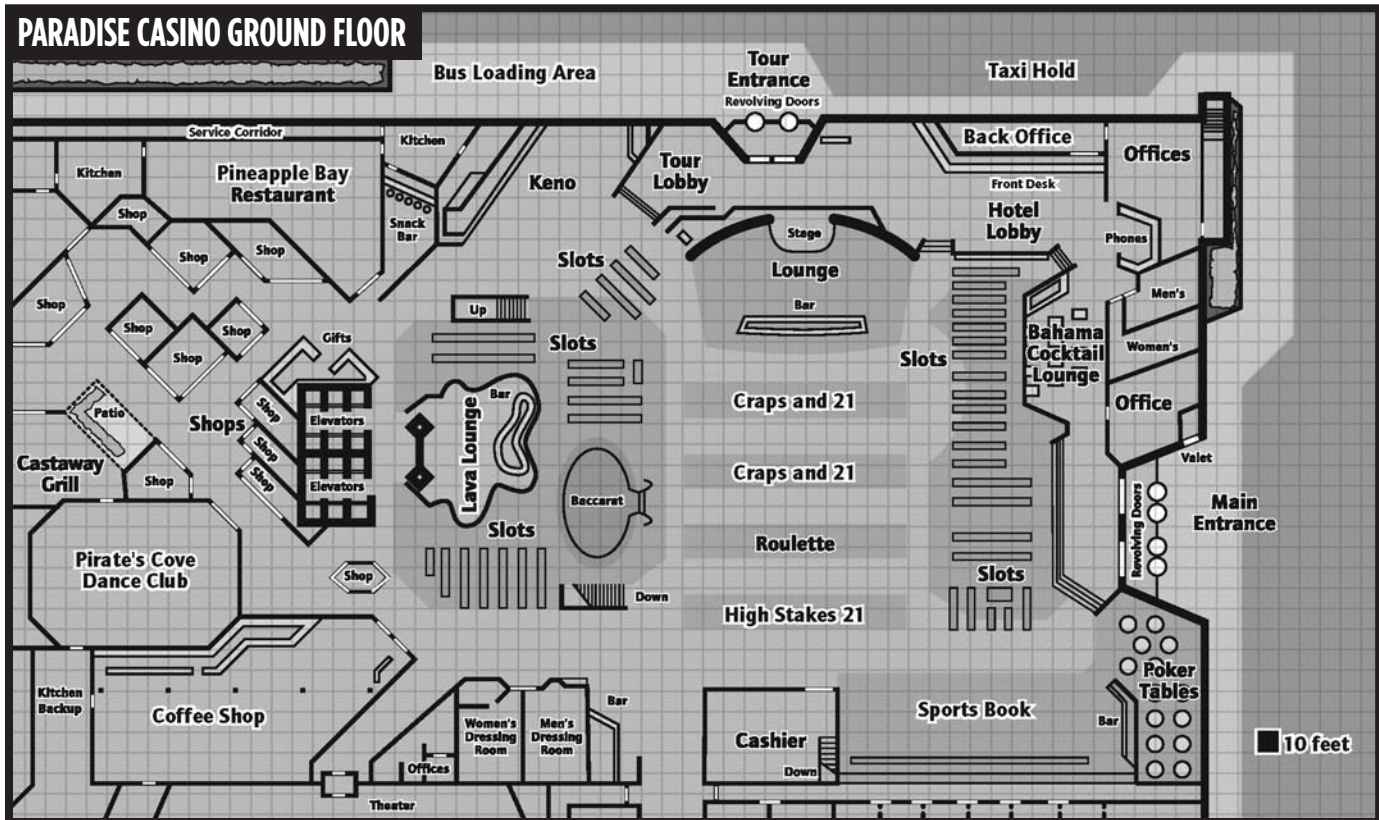 PARADISE CASINO GROUND FLOOR
Bus Loading Area
Tour
Entrance
Revolving Doors
Taxi Hold
Service Corridor
Kitchen
Back Office
Offices
Kitchen
Pineapple Bay
Restaurant
Keno
Tour
Lobby
Front Desk
Shop
Snack
Bar
Hotel
Lobby
Phones
Stage
Shop
Shop
Slots
Lounge
Men's
Shop
Up
Bar
Shop
Shop
Gifts
Slots
Bahama
Cocktail
Lounge
Women's
Shop
Slots
Bar
Patio
Shops
Shop
Elevators
Craps and 21
Office
Shop
Lava Lounge
Castaway
Grill
Shop
Shop
Elevators
Baccarat
Craps and 21
Valet
Revolving Doors
Main
Entrance
Slots
Roulette
Pirate's Cove
Dance Club
Shop
Slots
Down
High Stakes 21
Poker
Tables
Kitchen
Backup
Coffee Shop
Women's
Dressing
Room
Men's
Dressing
Room
Bar
Sports Book
Bar
Cashier
10 feet
Offices
Down
Theater